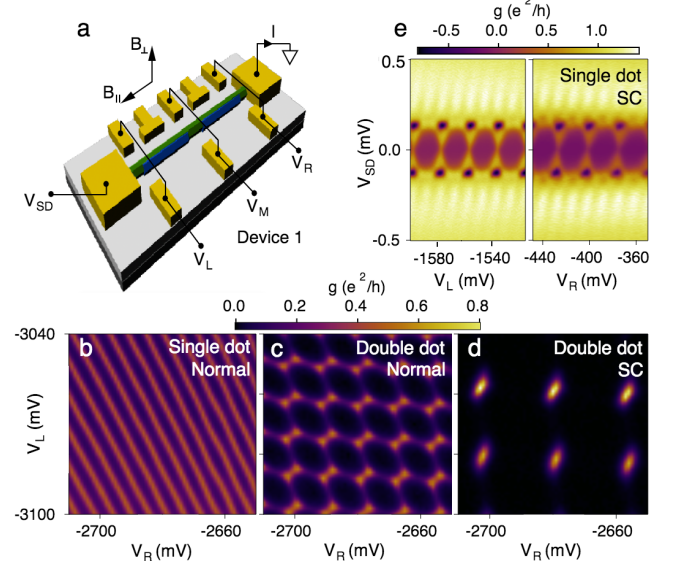 a
B⊥
B||
I
V_SD
V_L
V_M
V_R
Device 1
e
g (e²/h)
-0.5 0.0 0.5 1.0
Single dot
SC
V_SD (mV)
0.5
0.0
-0.5
-1580 -1540
-440 -400 -360
V_L (mV)
V_R (mV)
g (e²/h)
0.0 0.2 0.4 0.6 0.8
b
Single dot
Normal
c
Double dot
Normal
d
Double dot
SC
V_L (mV)
-3040
-3100
-2700 -2660
-2700 -2660
-2700 -2660
V_R (mV)
V_R (mV)
V_R (mV)